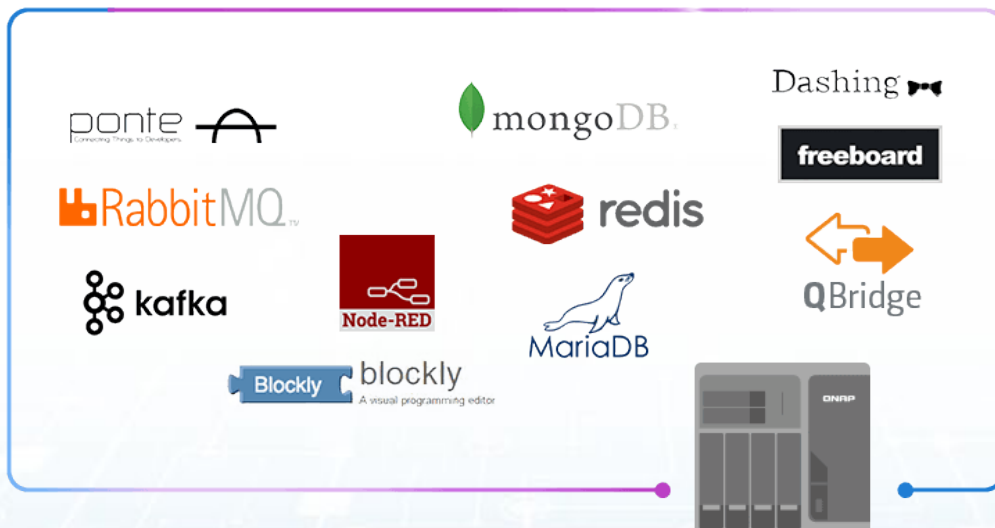 ponte
Connecting Things to Developers.
mongoDB
Dashing
freeboard
RabbitMQ TM
redis
QBridge
kafka
Node-RED
MariaDB
Blockly
blockly
A visual programming editor
QNAP